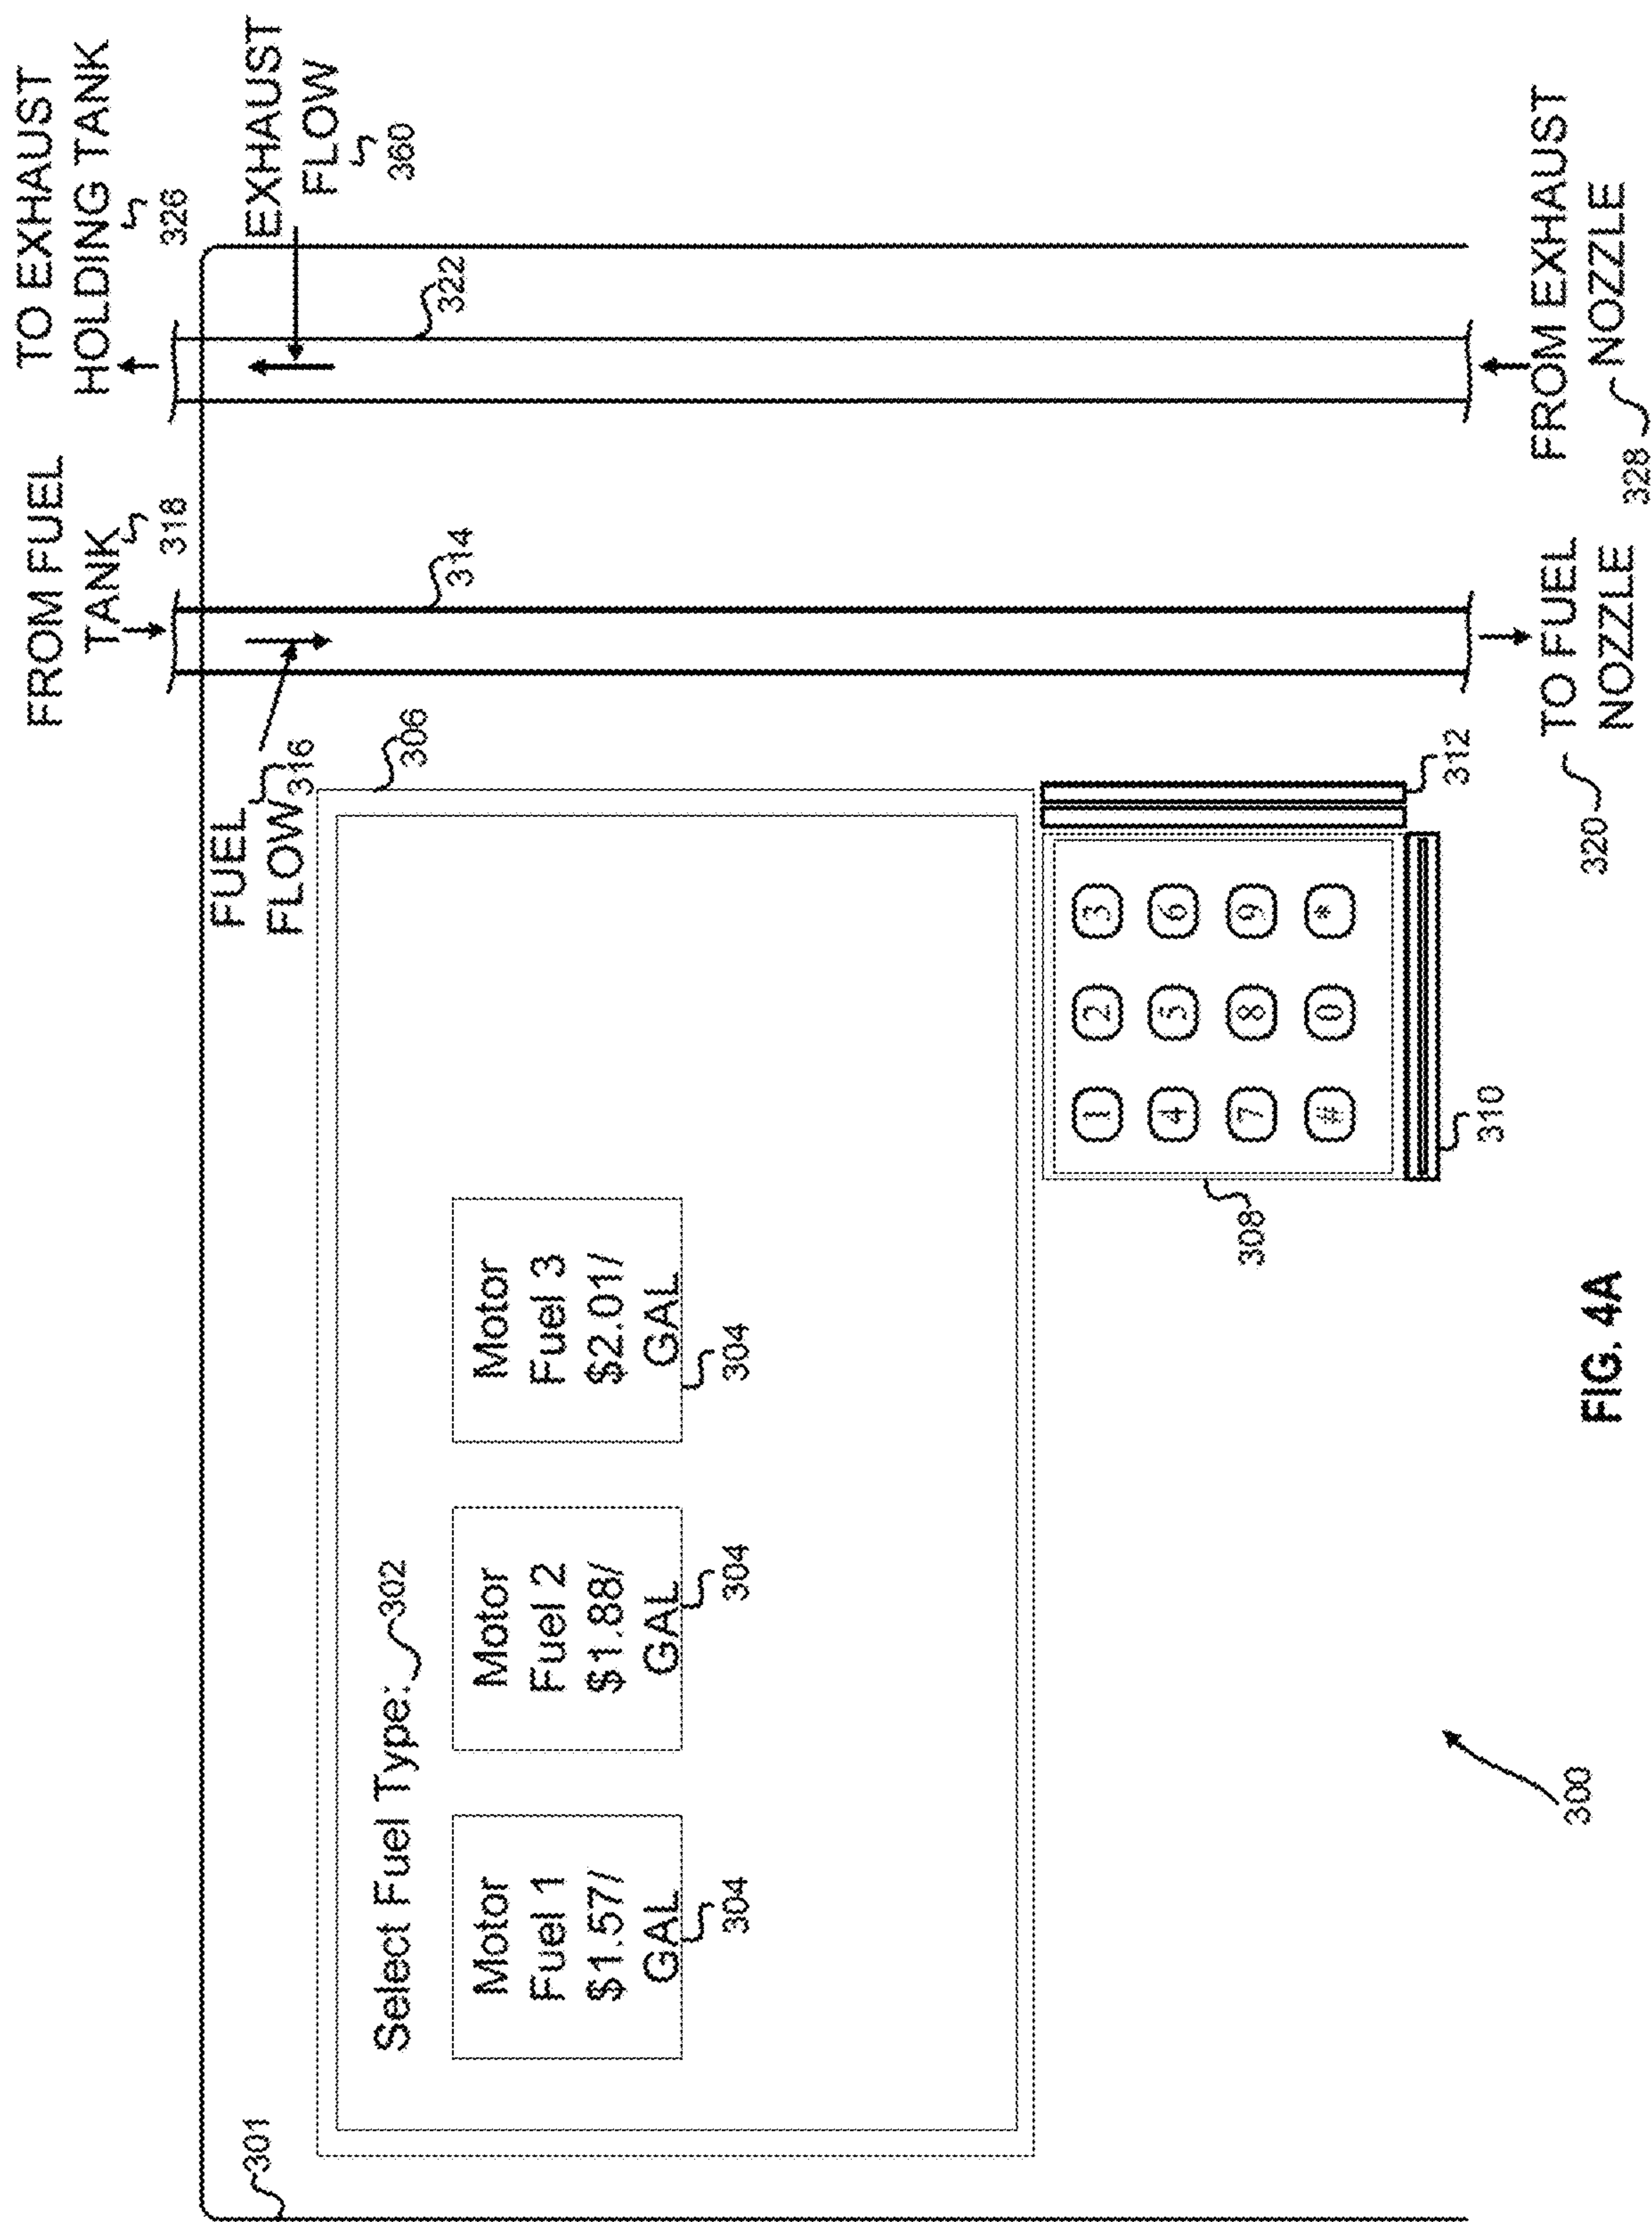 TO EXHAUST
HOLDING TANK
326
FROM FUEL
TANK
318
EXHAUST
FLOW
360
301
FUEL
FLOW
316
306
314
322
Select Fuel Type:
302
Motor
Fuel 1
$1.57/
GAL
304
Motor
Fuel 2
$1.88/
GAL
304
Motor
Fuel 3
$2.01/
GAL
304
1 2 3
4 5 6
7 8 9
# 0 *
308
310
312
300
320
TO FUEL
NOZZLE
FROM EXHAUST
NOZZLE
328
FIG. 4A